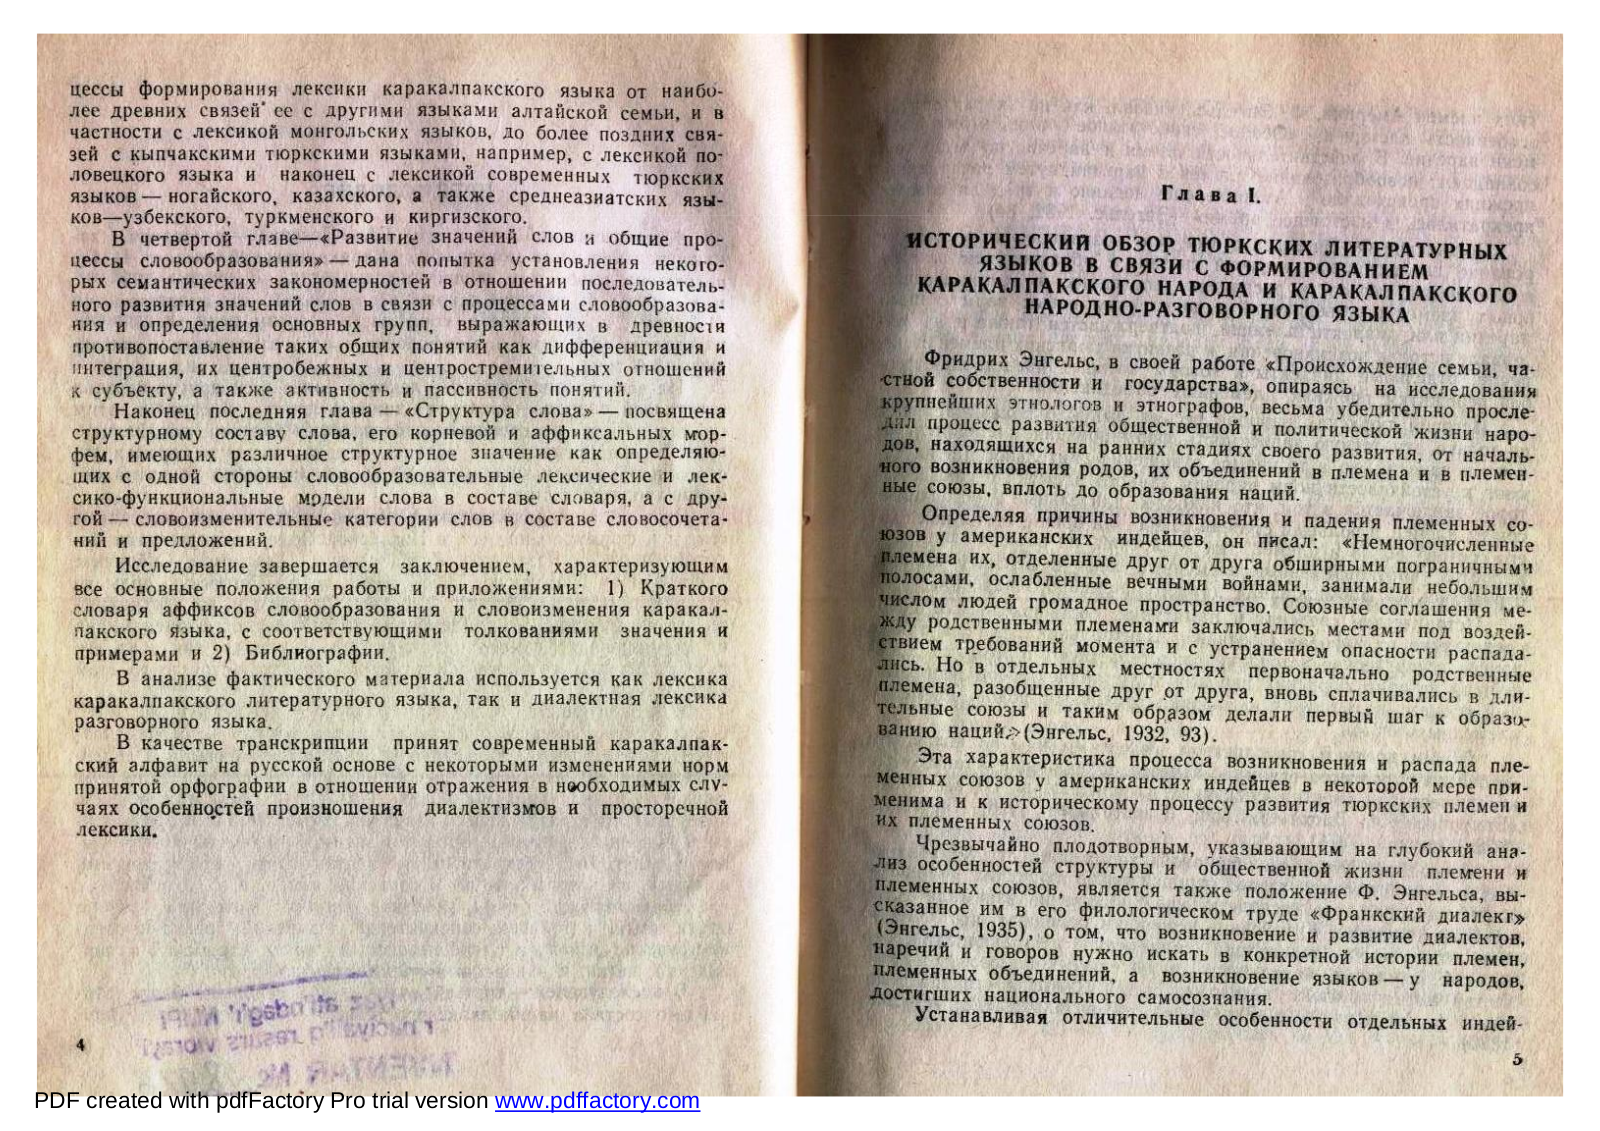 цессы формирования лексики каракалпакского языка от наибо-
лее древних связей ее с другими языками алтайской семьи, и в
частности с лексикой монгольских языков, до более поздних свя-
зей с кыпчакскими тюркскими языками, например, с лексикой по-
ловецкого языка и наконец с лексикой современных тюркских
языков — ногайского, казахского, а также среднеазиатских язы-
ков—узбекского, туркменского и киргизского.
В четвертой главе—«Развитие значений слов и общие про-
цессы словообразования» — дана попытка установления некото-
рых семантических закономерностей в отношении последователь-
ного развития значений слов в связи с процессами словообразова-
ния и определения основных групп, выражающих в древности
противопоставление таких общих понятий как дифференциация и
интеграция, их центробежных и центростремительных отношений
к субъекту, а также активность и пассивность понятий.
Наконец последняя глава — «Структура слова» — посвящена
структурному составу слова, его корневой и аффиксальных мор-
фем, имеющих различное структурное значение как определяю-
щих с одной стороны словообразовательные лексические и лек-
сико-функциональные модели слова в составе словаря, а с дру-
гой — словоизменительные категории слов в составе словосочета-
ний и предложений.
Исследование завершается заключением, характеризующим
все основные положения работы и приложениями: 1) Краткого
словаря аффиксов словообразования и словоизменения каракал-
пакского языка, с соответствующими толкованиями значения и
примерами и 2) Библиографии.
В анализе фактического материала используется как лексика
каракалпакского литературного языка, так и диалектная лексика
разговорного языка.
В качестве транскрипции принят современный каракалпак-
ский алфавит на русской основе с некоторыми изменениями норм
принятой орфографии в отношении отражения в необходимых слу-
чаях особенностей произношения диалектизмов и просторечной
лексики.
4
Глава I.
ИСТОРИЧЕСКИЙ ОБЗОР ТЮРКСКИХ ЛИТЕРАТУРНЫХ
ЯЗЫКОВ В СВЯЗИ С ФОРМИРОВАНИЕМ
КАРАКАЛПАКСКОГО НАРОДА И КАРАКАЛПАКСКОГО
НАРОДНО-РАЗГОВОРНОГО ЯЗЫКА
Фридрих Энгельс, в своей работе «Происхождение семьи, ча-
стной собственности и государства», опираясь на исследования
крупнейших этнологов и этнографов, весьма убедительно просле-
дил процесс развития общественной и политической жизни наро-
дов, находящихся на ранних стадиях своего развития, от началь-
ного возникновения родов, их объединений в племена и в племен-
ные союзы, вплоть до образования наций.
Определяя причины возникновения и падения племенных со-
юзов у американских индейцев, он писал: «Немногочисленные
племена их, отделенные друг от друга обширными пограничными
полосами, ослабленные вечными войнами, занимали небольшим
числом людей громадное пространство. Союзные соглашения ме-
жду родственными племенами заключались местами под воздей-
ствием требований момента и с устранением опасности распада-
лись. Но в отдельных местностях первоначально родственные
племена, разобщенные друг от друга, вновь сплачивались в дли-
тельные союзы и таким образом делали первый шаг к образо-
ванию наций» (Энгельс, 1932, 93).
Эта характеристика процесса возникновения и распада пле-
менных союзов у американских индейцев в некоторой мере при-
менима и к историческому процессу развития тюркских племен и
их племенных союзов.
Чрезвычайно плодотворным, указывающим на глубокий ана-
лиз особенностей структуры и общественной жизни племени и
племенных союзов, является также положение Ф. Энгельса, вы-
сказанное им в его филологическом труде «Франкский диалект»
(Энгельс, 1935), о том, что возникновение и развитие диалектов,
наречий и говоров нужно искать в конкретной истории племен,
племенных объединений, а возникновение языков — у народов,
достигших национального самосознания.
Устанавливая отличительные особенности отдельных индей-
5
PDF created with pdfFactory Pro trial version www.pdffactory.com